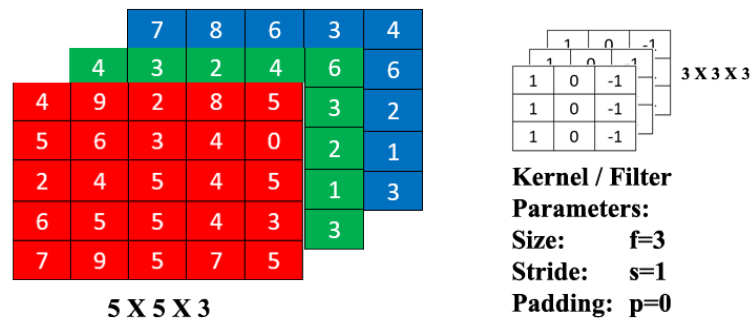 7 8 6 3 4
4 3 2 4 6 6
4 9 2 8 5 3 2
5 6 3 4 0 2 1
2 4 5 4 5 1 3
6 5 5 4 3 3
7 9 5 7 5
5 X 5 X 3
1 0 -1
1 0 -1
1 0 -1
1 0 -1
1 0 -1
3 X 3 X 3
Kernel / Filter
Parameters:
Size: f=3
Stride: s=1
Padding: p=0